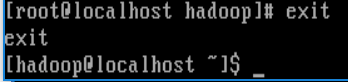 [root@localhost hadoop]# exit
exit
[hadoop@localhost ~]$ _